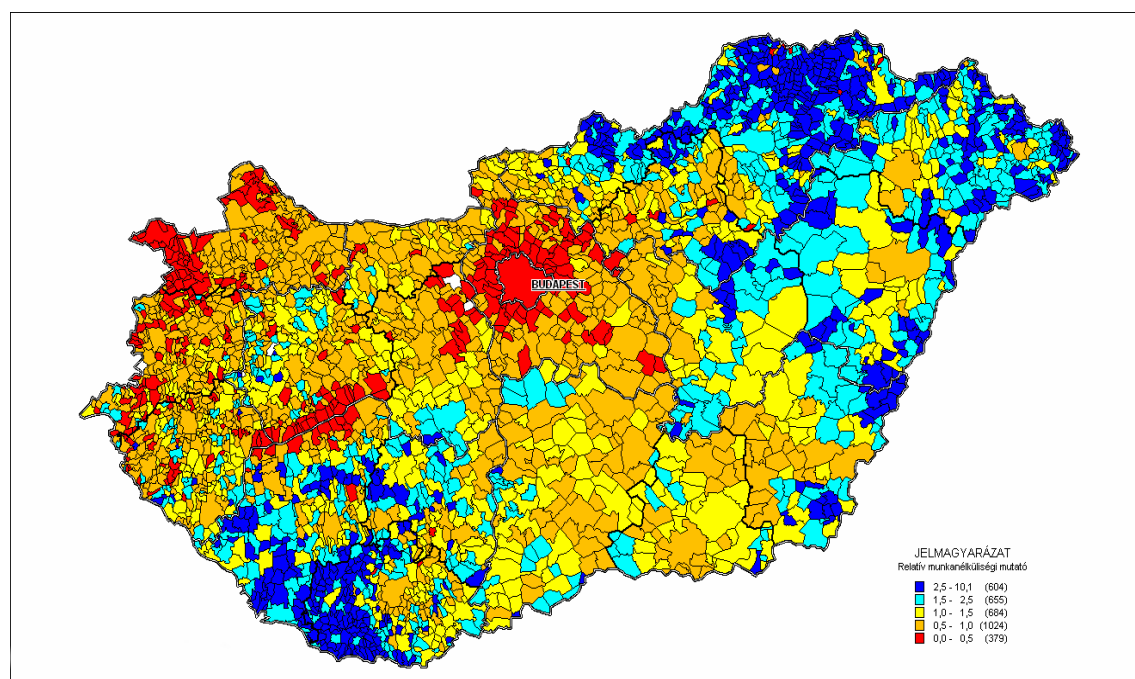 BUDAPEST
JELMAGYARÁZAT
Relatív munkanélküliségi mutató
2,5 - 10,1 (604)
1,5 - 2,5 (655)
1,0 - 1,5 (684)
0,5 - 1,0 (1024)
0,0 - 0,5 (379)